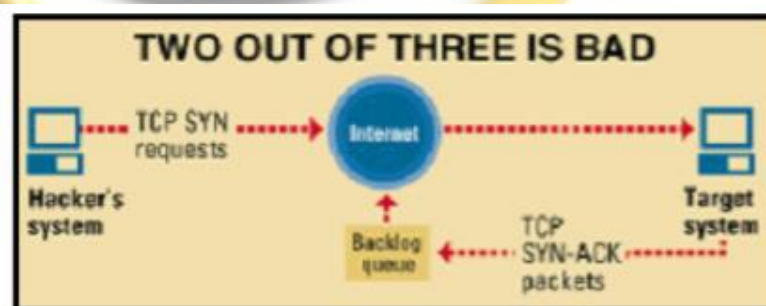 TWO OUT OF THREE IS BAD
TCP SYN
requests
Internet
Hacker's
system
Target
system
Backlog
queue
TCP
SYN-ACK
packets